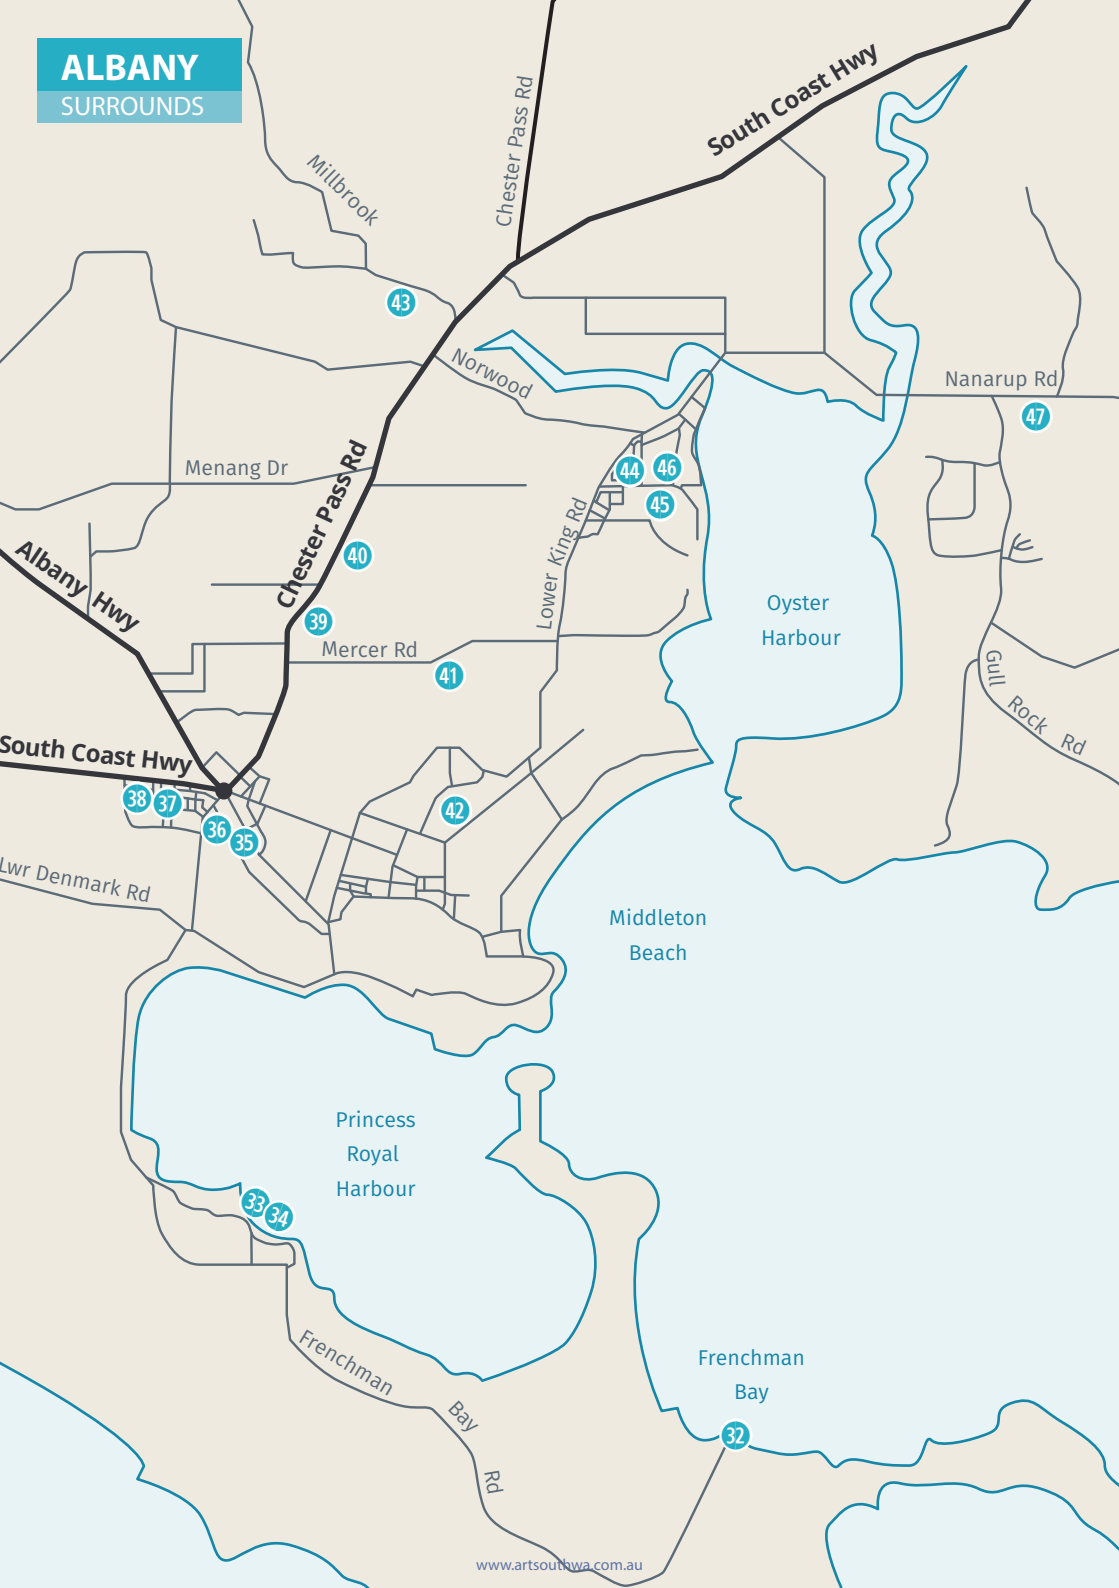 ALBANY
SURROUNDS
South Coast Hwy
Chester Pass Rd
Millbrook
43
Norwood
Nanarup Rd
47
Menang Dr
Chester Pass Rd
44
46
45
Lower King Rd
40
Albany Hwy
39
Mercer Rd
41
Oyster
Harbour
Gull Rock Rd
South Coast Hwy
38
37
36
35
42
Lwr Denmark Rd
Middleton
Beach
Princess
Royal
Harbour
33
34
Frenchman Bay Rd
Frenchman
Bay
32
www.artsouthwa.com.au